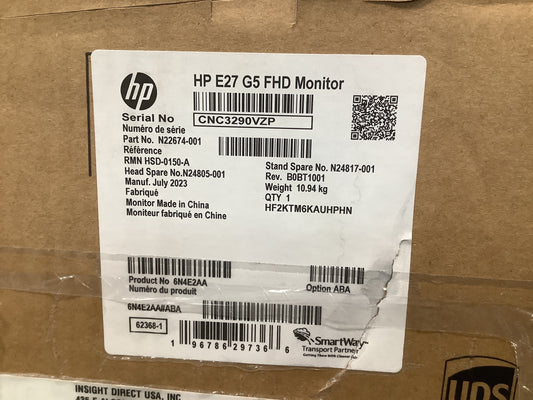 hp
HP E27 G5 FHD Monitor
Serial No
CNC3290VZP
Numéro de série
Part No. N22674-001
Référence
RMN HSD-0150-A
Head Spare No.N24805-001
Manuf. July 2023
Fabriqué
Monitor Made in China
Moniteur fabriqué en Chine
Stand Spare No. N24817-001
Rev. B0BT1001
Weight 10.94 kg
QTY 1
HF2KTM6KAUHPHN
Product No 6N4E2AA
Numéro du produit
Option ABA
6N4E2AA#ABA
62368-1
1 96786 29736 6
SmartWay
Transport Partner
INSIGHT DIRECT USA, INC
UPS